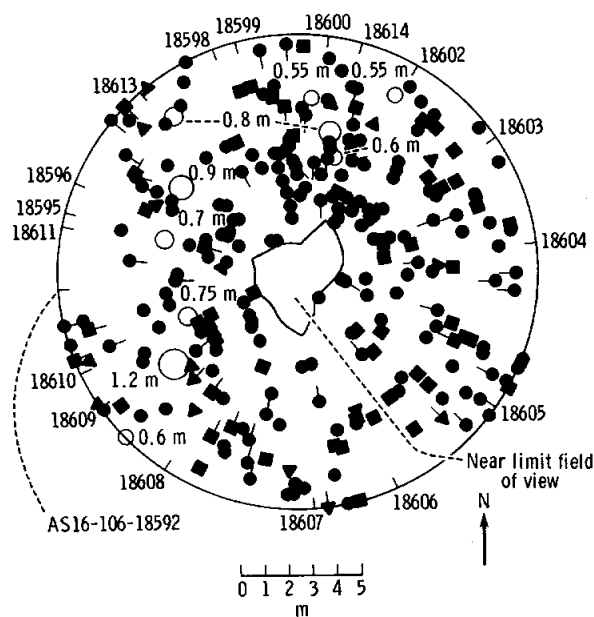 18600
18599
18614
18598
18602
0.55 m
0.55 m
18613
18603
0.8 m
0.6 m
18596
0.9 m
18595
0.7 m
18611
18604
0.75 m
18610
1.2 m
18609
18605
0.6 m
Near limit field
of view
18608
18606
N
AS16-106-18592
18607
0 1 2 3 4 5
m